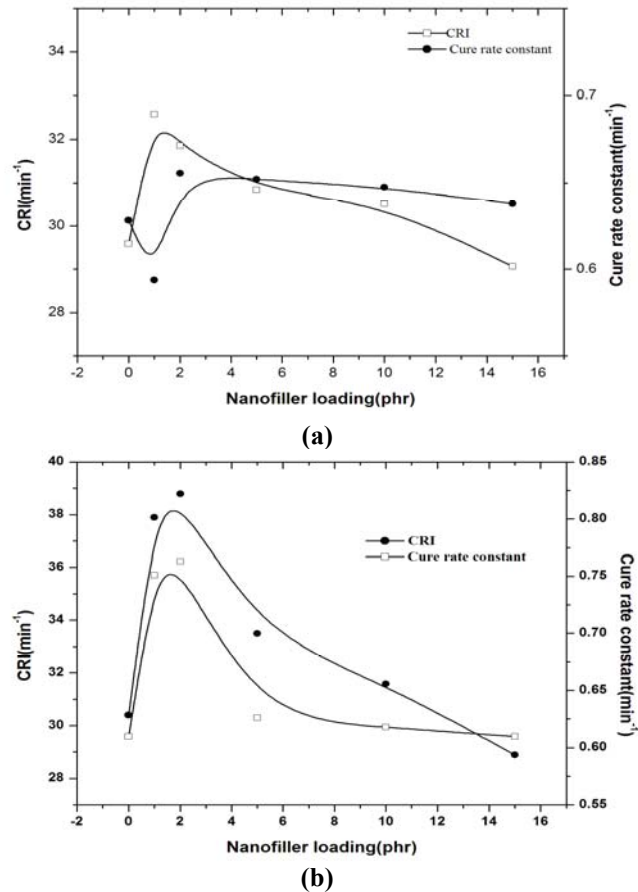 34
32
30
28
CRI(min-1)
CRI
Cure rate constant
0.7
0.6
Cure rate constant(min-1)
-2 0 2 4 6 8 10 12 14 16
Nanofiller loading(phr)
(a)
40
38
36
34
32
30
28
CRI(min-1)
CRI
Cure rate constant
0.85
0.80
0.75
0.70
0.65
0.60
0.55
Cure rate constant(min-1)
-2 0 2 4 6 8 10 12 14 16
Nanofiller loading(phr)
(b)